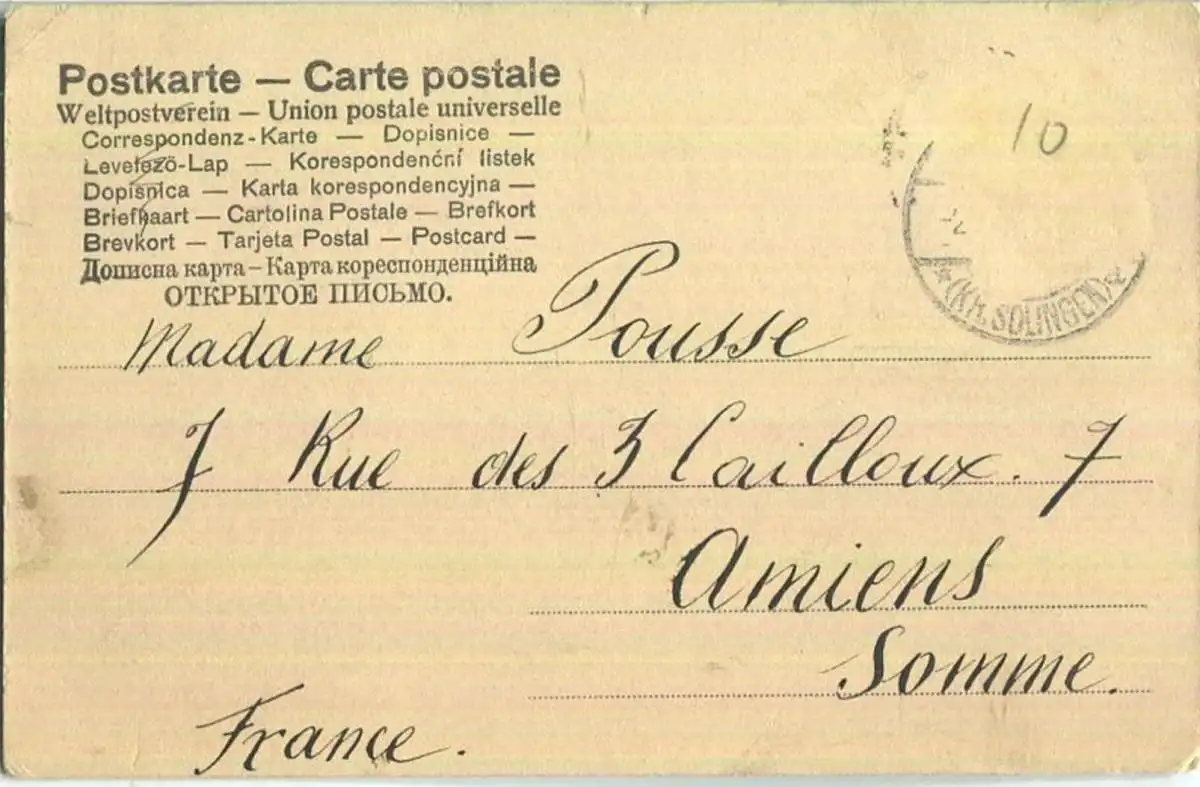 Postkarte — Carte postale
Weltpostverein — Union postale universelle
Correspondenz-Karte — Dopisnice —
Levelező-Lap — Korespondenční listek
Dopisnica — Karta korespondencyjna —
Briefkaart — Cartolina Postale — Brefkort
Brevkort — Tarjeta Postal — Postcard —
Дописна карта — Карта кореспонденційна
ОТКРЫТОЕ ПИСЬМО.
10
(KR. SOLINGEN)
Madame Pousse
7 Rue des 3 Cailloux. 7
Amiens
Somme.
France.